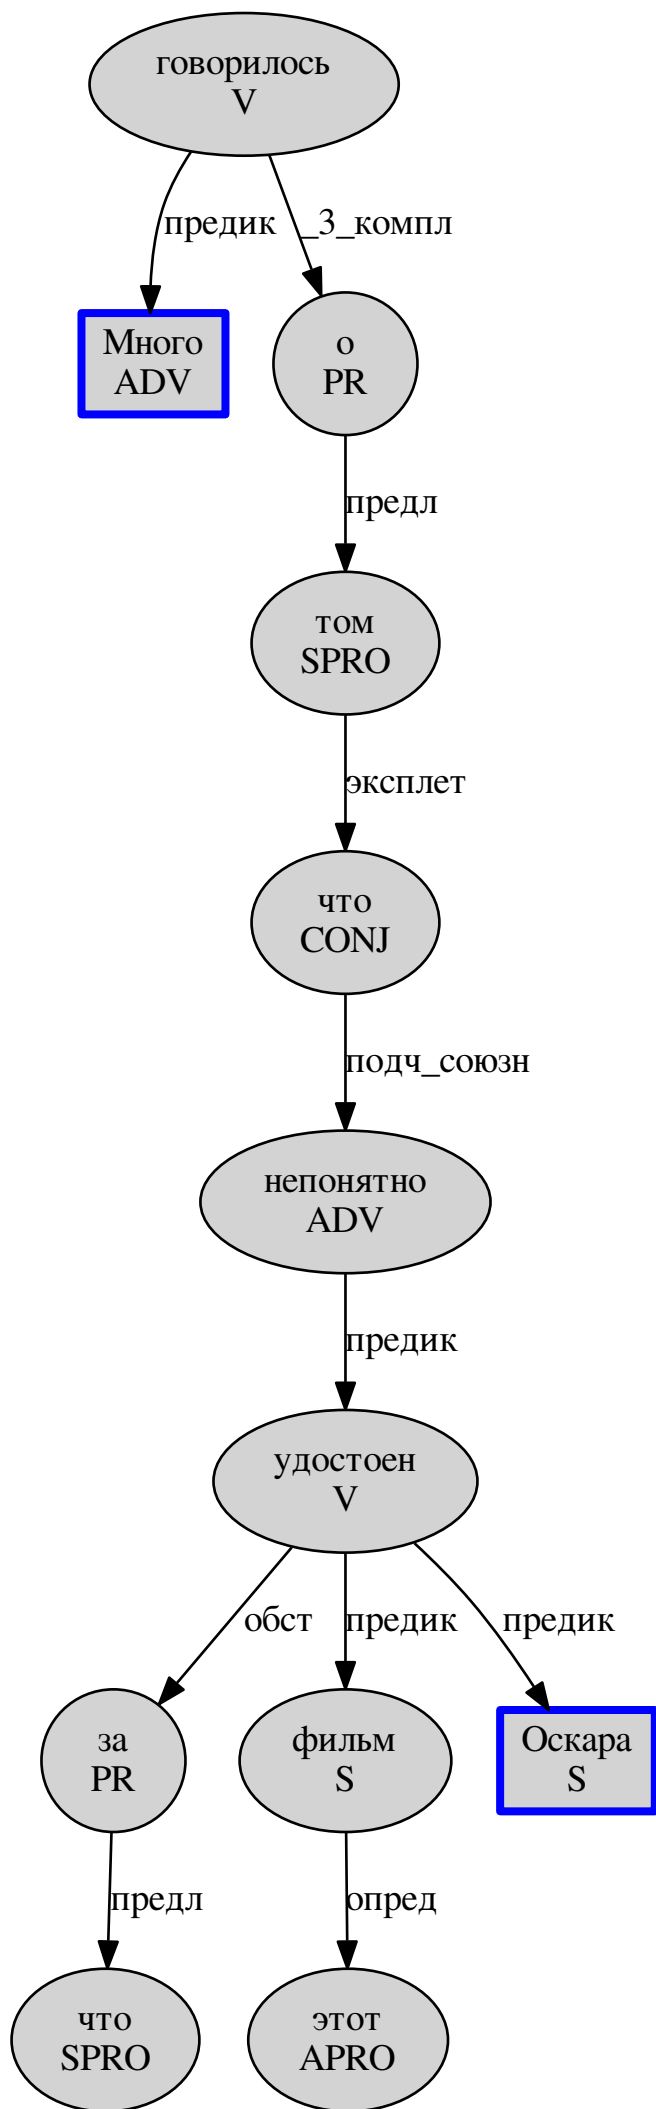 говорилось
V
предик
_3_компл
Много
ADV
о
PR
предл
том
SPRO
эксплет
что
CONJ
подч_союзн
непонятно
ADV
предик
удостоен
V
обст
предик
предик
за
PR
фильм
S
Оскара
S
предл
опред
что
SPRO
этот
APRO